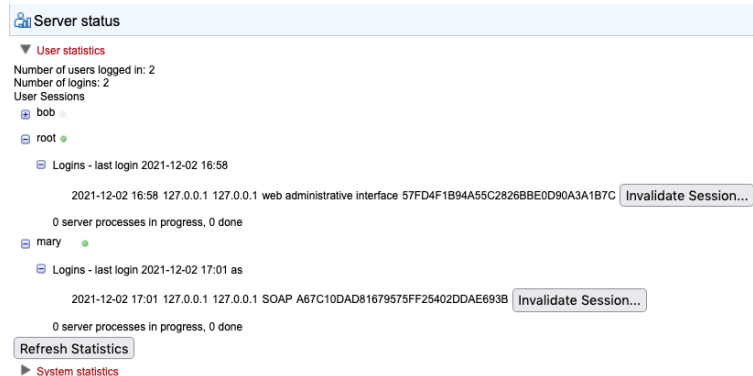 Server status
User statistics
Number of users logged in: 2
Number of logins: 2
User Sessions
bob
root
Logins - last login 2021-12-02 16:58
2021-12-02 16:58 127.0.0.1 127.0.0.1 web administrative interface 57FD4F1B94A55C2826BBE0D90A3A1B7C Invalidate Session...
0 server processes in progress, 0 done
mary
Logins - last login 2021-12-02 17:01 as
2021-12-02 17:01 127.0.0.1 127.0.0.1 SOAP A67C10DAD81679575FF25402DDAE693B Invalidate Session...
0 server processes in progress, 0 done
Refresh Statistics
System statistics